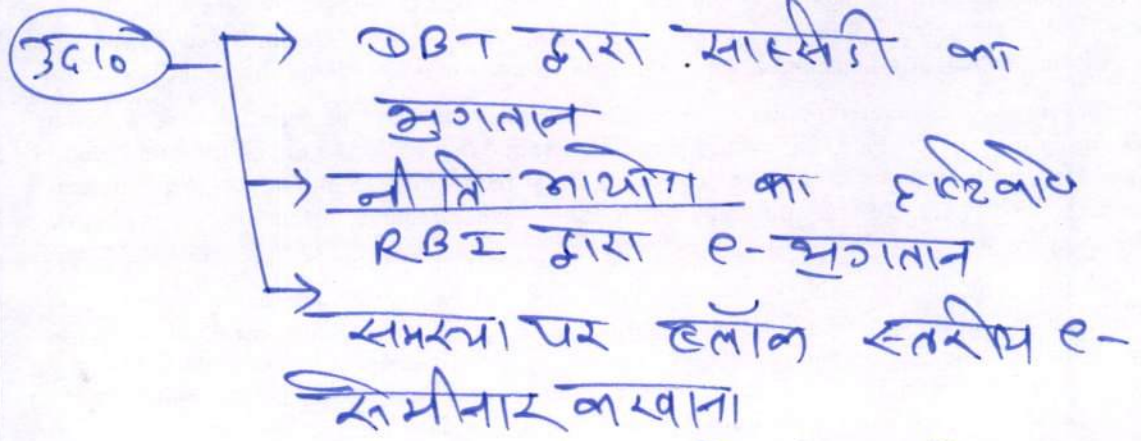 उदा०
→ DBT द्वारा सब्सिडी का
भुगतान
→ नीति आयोग का दृष्टिकोण
RBI द्वारा e-भुगतान
→ समस्या पर ब्लॉक स्तरीय e-
सेमीनार करवाना